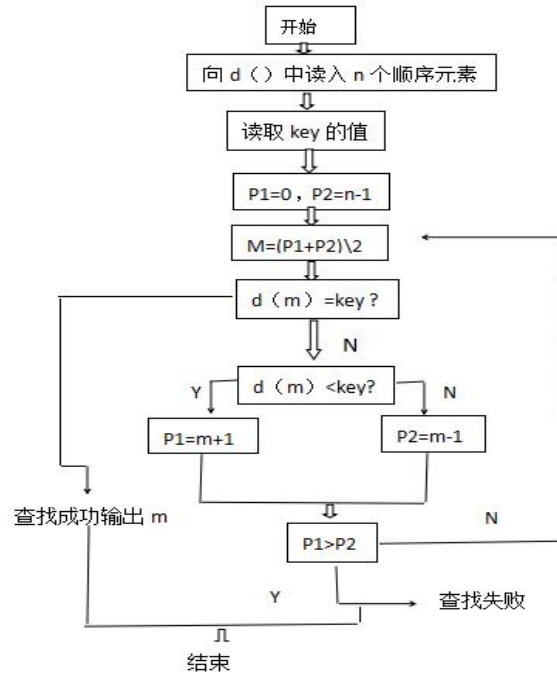 开始
向 d（）中读入 n 个顺序元素
读取 key 的值
P1=0，P2=n-1
M=(P1+P2)\2
d（m）=key？
N
d（m）<key?
Y
N
P1=m+1
P2=m-1
查找成功输出 m
N
P1>P2
Y
查找失败
结束